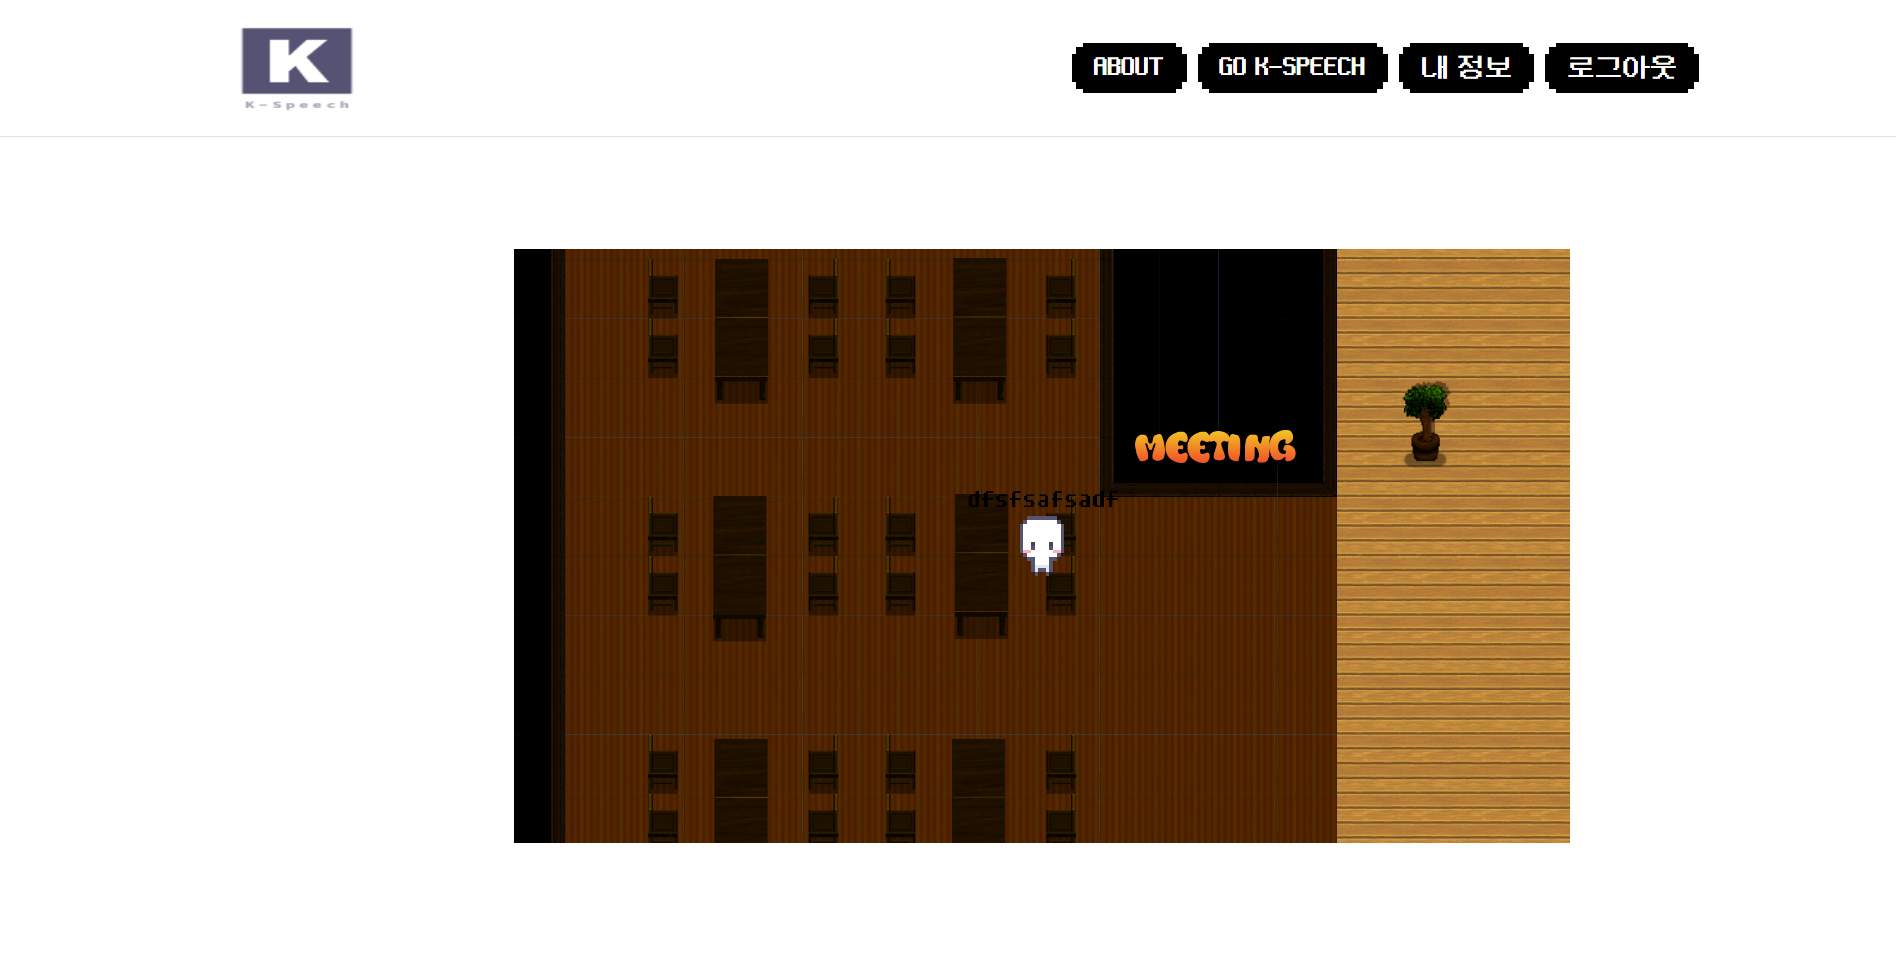 K
K-Speech
ABOUT
GO K-SPEECH
내 정보
로그아웃
MEETING
dfsfsafsadf